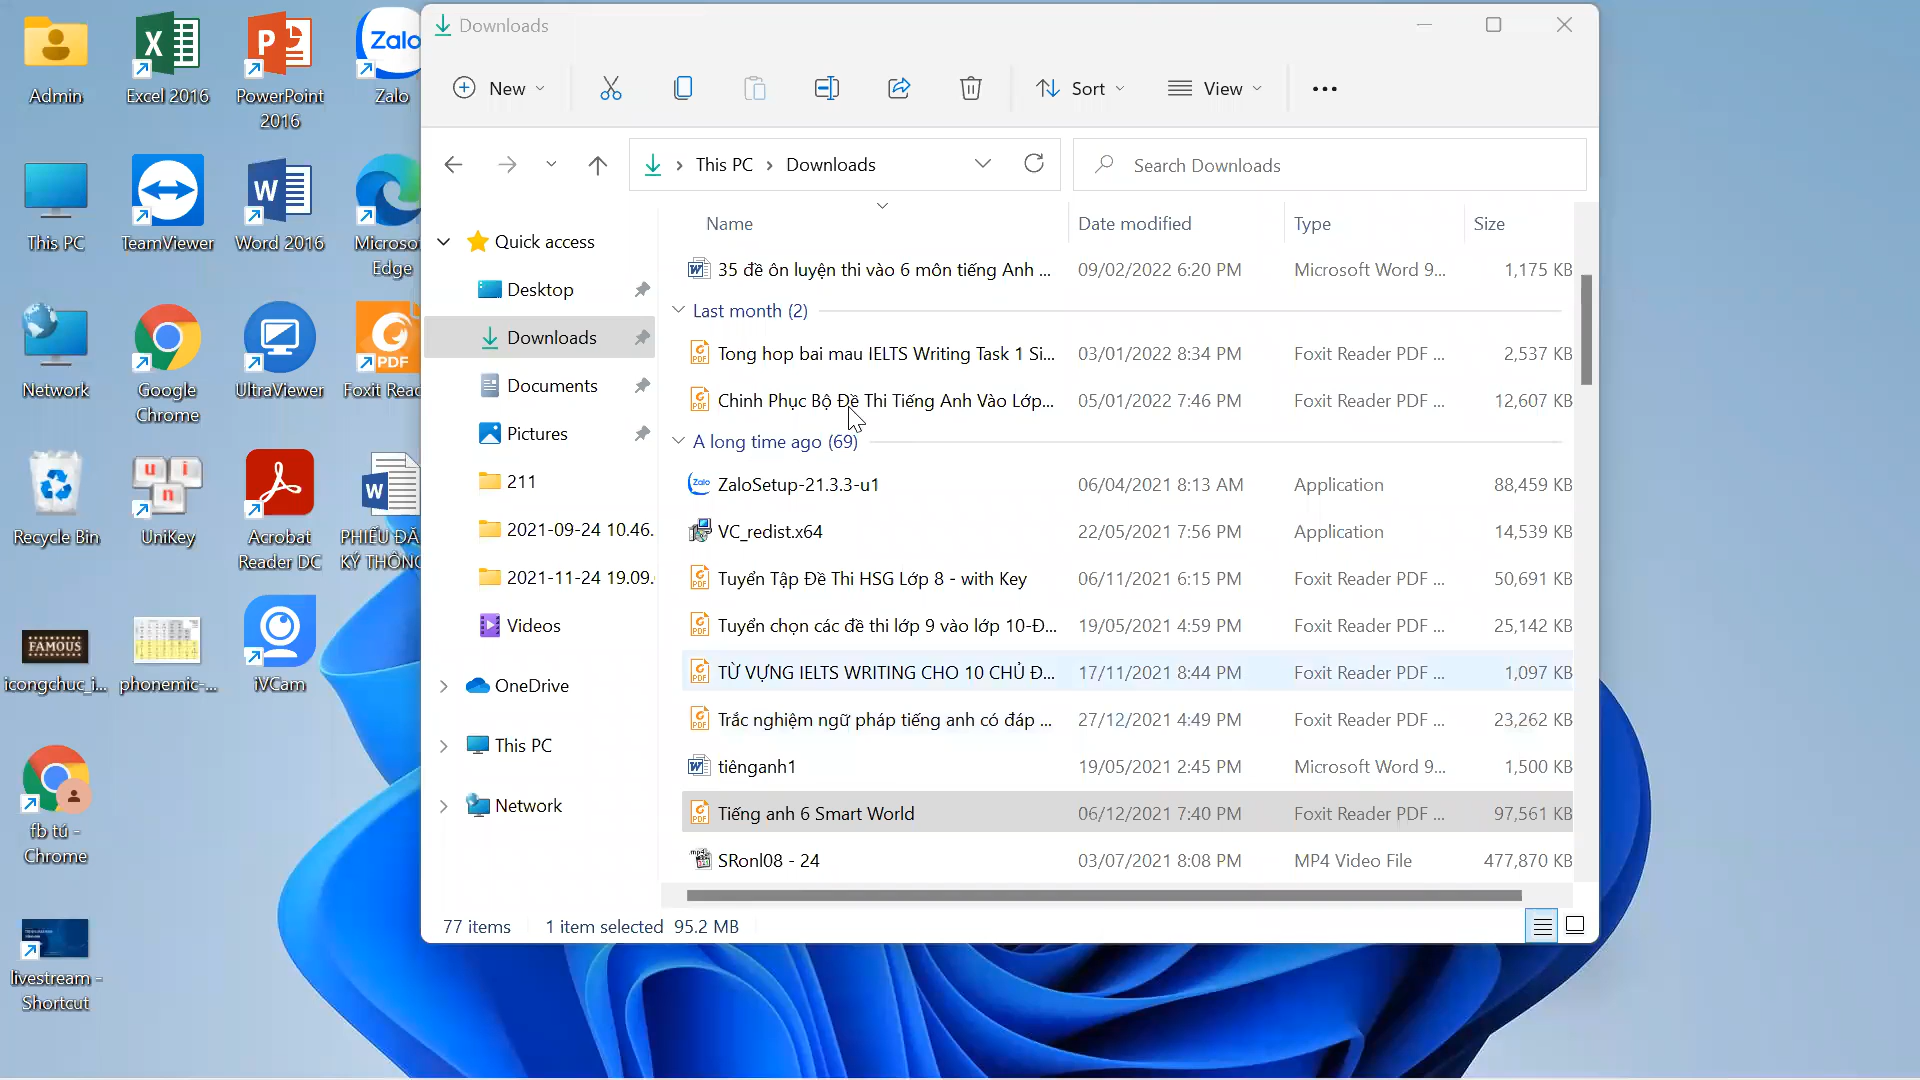 Admin
Excel 2016
PowerPoint
2016
Zalo
This PC
TeamViewer
Word 2016
Microsof
Edge
Network
Google
Chrome
UltraViewer
Foxit Read
Recycle Bin
UniKey
Acrobat
Reader DC
PHIẾU ĐĂ
KÝ THÔNG
icongchuc_i...
phonemic-...
iVCam
fb tú -
Chrome
livestream -
Shortcut
Downloads
New
Sort
View
This PC
Downloads
Search Downloads
Name
Date modified
Type
Size
Quick access
Desktop
Downloads
Documents
Pictures
211
2021-09-24 10.46.
2021-11-24 19.09.
Videos
OneDrive
This PC
Network
35 đề ôn luyện thi vào 6 môn tiếng Anh ... 09/02/2022 6:20 PM Microsoft Word 9... 1,175 KB
Last month (2)
Tong hop bai mau IELTS Writing Task 1 Si... 03/01/2022 8:34 PM Foxit Reader PDF ... 2,537 KB
Chinh Phục Bộ Đề Thi Tiếng Anh Vào Lớp... 05/01/2022 7:46 PM Foxit Reader PDF ... 12,607 KB
A long time ago (69)
ZaloSetup-21.3.3-u1 06/04/2021 8:13 AM Application 88,459 KB
VC_redist.x64 22/05/2021 7:56 PM Application 14,539 KB
Tuyển Tập Đề Thi HSG Lớp 8 - with Key 06/11/2021 6:15 PM Foxit Reader PDF ... 50,691 KB
Tuyển chọn các đề thi lớp 9 vào lớp 10-Đ... 19/05/2021 4:59 PM Foxit Reader PDF ... 25,142 KB
TỪ VỰNG IELTS WRITING CHO 10 CHỦ Đ... 17/11/2021 8:44 PM Foxit Reader PDF ... 1,097 KB
Trắc nghiệm ngữ pháp tiếng anh có đáp ... 27/12/2021 4:49 PM Foxit Reader PDF ... 23,262 KB
tiênganh1 19/05/2021 2:45 PM Microsoft Word 9... 1,500 KB
Tiếng anh 6 Smart World 06/12/2021 7:40 PM Foxit Reader PDF ... 97,561 KB
SRonl08 - 24 03/07/2021 8:08 PM MP4 Video File 477,870 KB
77 items 1 item selected 95.2 MB
Zalo
PDF
u n i
FAMOUS